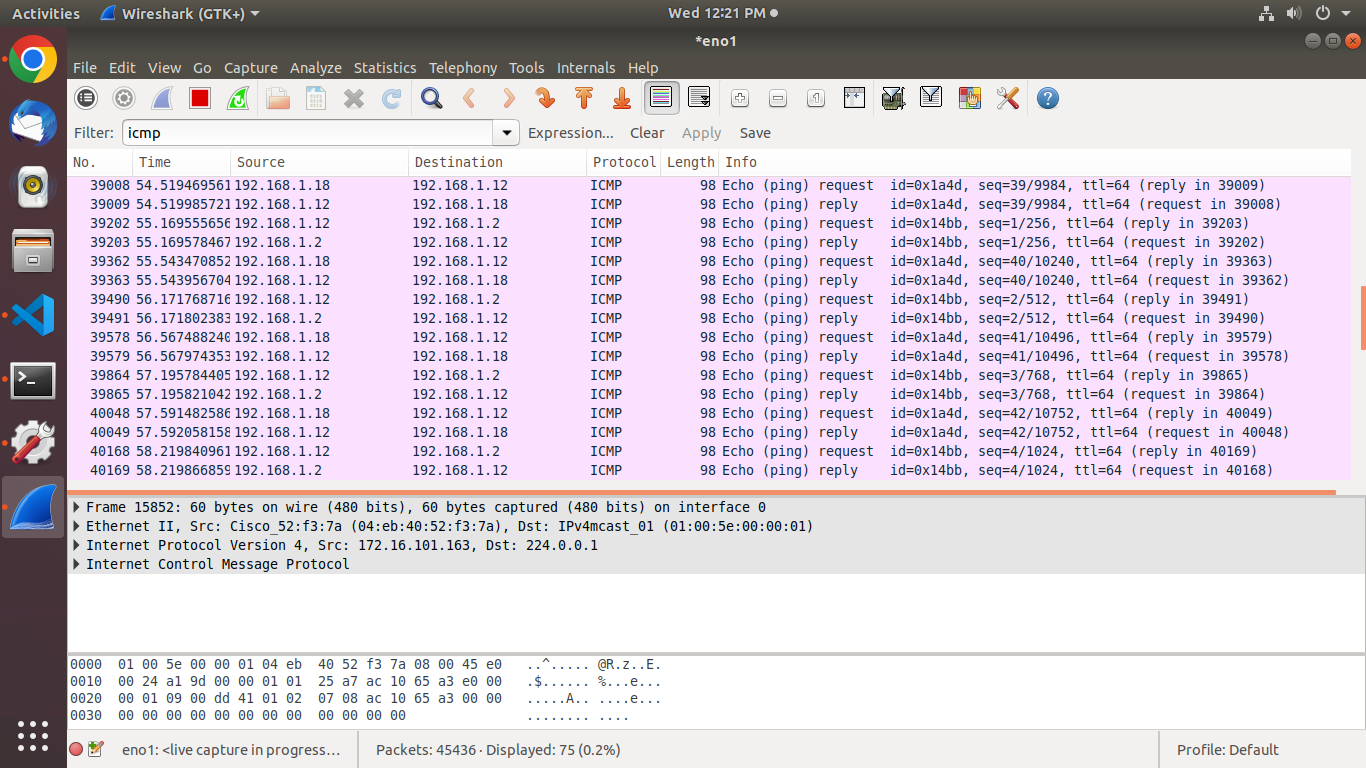 Activities Wireshark (GTK+) Wed 12:21 PM
*eno1
File Edit View Go Capture Analyze Statistics Telephony Tools Internals Help
Filter: icmp Expression... Clear Apply Save
No. Time Source Destination Protocol Length Info
39008 54.519469561 192.168.1.18 192.168.1.12 ICMP 98 Echo (ping) request id=0x1a4d, seq=39/9984, ttl=64 (reply in 39009)
39009 54.519985721 192.168.1.12 192.168.1.18 ICMP 98 Echo (ping) reply id=0x1a4d, seq=39/9984, ttl=64 (request in 39008)
39202 55.169555656 192.168.1.12 192.168.1.2 ICMP 98 Echo (ping) request id=0x14bb, seq=1/256, ttl=64 (reply in 39203)
39203 55.169578467 192.168.1.2 192.168.1.12 ICMP 98 Echo (ping) reply id=0x14bb, seq=1/256, ttl=64 (request in 39202)
39362 55.543470852 192.168.1.18 192.168.1.12 ICMP 98 Echo (ping) request id=0x1a4d, seq=40/10240, ttl=64 (reply in 39363)
39363 55.543956704 192.168.1.12 192.168.1.18 ICMP 98 Echo (ping) reply id=0x1a4d, seq=40/10240, ttl=64 (request in 39362)
39490 56.171768716 192.168.1.12 192.168.1.2 ICMP 98 Echo (ping) request id=0x14bb, seq=2/512, ttl=64 (reply in 39491)
39491 56.171802383 192.168.1.2 192.168.1.12 ICMP 98 Echo (ping) reply id=0x14bb, seq=2/512, ttl=64 (request in 39490)
39578 56.567488240 192.168.1.18 192.168.1.12 ICMP 98 Echo (ping) request id=0x1a4d, seq=41/10496, ttl=64 (reply in 39579)
39579 56.567974353 192.168.1.12 192.168.1.18 ICMP 98 Echo (ping) reply id=0x1a4d, seq=41/10496, ttl=64 (request in 39578)
39864 57.195784405 192.168.1.12 192.168.1.2 ICMP 98 Echo (ping) request id=0x14bb, seq=3/768, ttl=64 (reply in 39865)
39865 57.195821042 192.168.1.2 192.168.1.12 ICMP 98 Echo (ping) reply id=0x14bb, seq=3/768, ttl=64 (request in 39864)
40048 57.591482586 192.168.1.18 192.168.1.12 ICMP 98 Echo (ping) request id=0x1a4d, seq=42/10752, ttl=64 (reply in 40049)
40049 57.592058158 192.168.1.12 192.168.1.18 ICMP 98 Echo (ping) reply id=0x1a4d, seq=42/10752, ttl=64 (request in 40048)
40168 58.219840961 192.168.1.12 192.168.1.2 ICMP 98 Echo (ping) request id=0x14bb, seq=4/1024, ttl=64 (reply in 40169)
40169 58.219866859 192.168.1.2 192.168.1.12 ICMP 98 Echo (ping) reply id=0x14bb, seq=4/1024, ttl=64 (request in 40168)
Frame 15852: 60 bytes on wire (480 bits), 60 bytes captured (480 bits) on interface 0
Ethernet II, Src: Cisco_52:f3:7a (04:eb:40:52:f3:7a), Dst: IPv4mcast_01 (01:00:5e:00:00:01)
Internet Protocol Version 4, Src: 172.16.101.163, Dst: 224.0.0.1
Internet Control Message Protocol
0000 01 00 5e 00 00 01 04 eb 40 52 f3 7a 08 00 45 e0 ..^..... @R.z..E.
0010 00 24 a1 9d 00 00 01 01 25 a7 ac 10 65 a3 e0 00 .$...... %...e...
0020 00 01 09 00 dd 41 01 02 07 08 ac 10 65 a3 00 00 .....A.. ....e...
0030 00 00 00 00 00 00 00 00 00 00 00 00 ........ ....
eno1: <live capture in progress... Packets: 45436 · Displayed: 75 (0.2%) Profile: Default